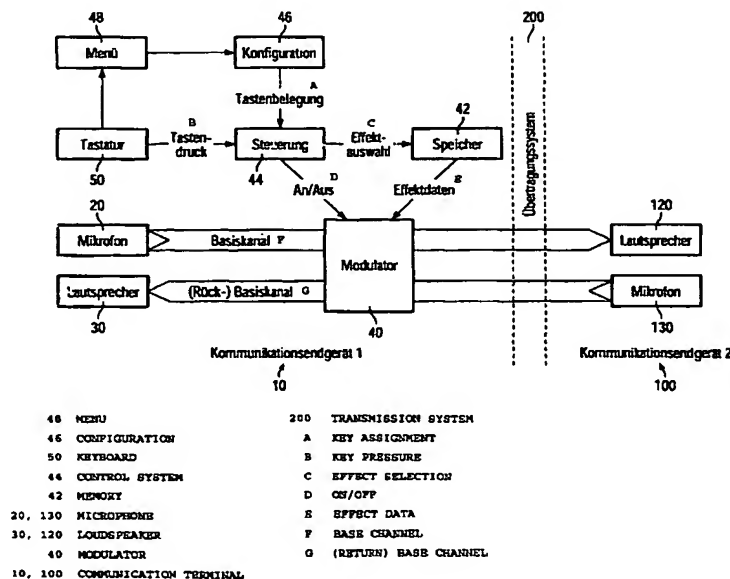 48 46 200
Menü Konfiguration
A
Tastenbelegung
B C 42
Tastatur Tasten-
druck Steuerung Effekt-
auswahl Speicher
50 44 D E
An/Aus Effektdaten
Übertragungssystem
20 120
Mikrofon Basiskanal F Modulator Lautsprecher
Lautsprecher (Rück-) Basiskanal G Mikrofon
30 40 130
Kommunikationsendgerät 1 Kommunikationsendgerät 2
10 100
48 MENU
46 CONFIGURATION
50 KEYBOARD
44 CONTROL SYSTEM
42 MEMORY
20, 130 MICROPHONE
30, 120 LOUDSPEAKER
40 MODULATOR
10, 100 COMMUNICATION TERMINAL
200 TRANSMISSION SYSTEM
A KEY ASSIGNMENT
B KEY PRESSURE
C EFFECT SELECTION
D ON/OFF
E EFFECT DATA
F BASE CHANNEL
G (RETURN) BASE CHANNEL